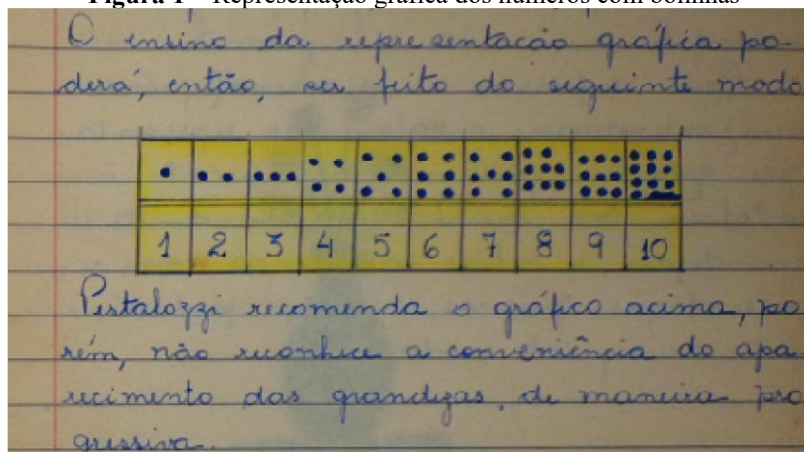 Figura 1 – Representação gráfica dos números com bolinhas
O ensino da representacão gráfica po-
derá, então, ser feito do seguinte modo
1 2 3 4 5 6 7 8 9 10
Pestalozzi recomenda o gráfico acima, po
rém, não reconhece a conveniência do apa
recimento das grandezas, de maneira pro
gressiva.